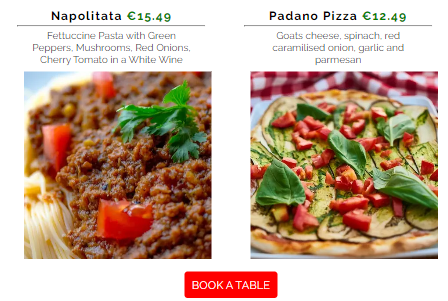 Napolitata €15.49
Fettuccine Pasta with Green
Peppers, Mushrooms, Red Onions,
Cherry Tomato in a White Wine
Padano Pizza €12.49
Goats cheese, spinach, red
caramilised onion, garlic and
parmesan
BOOK A TABLE